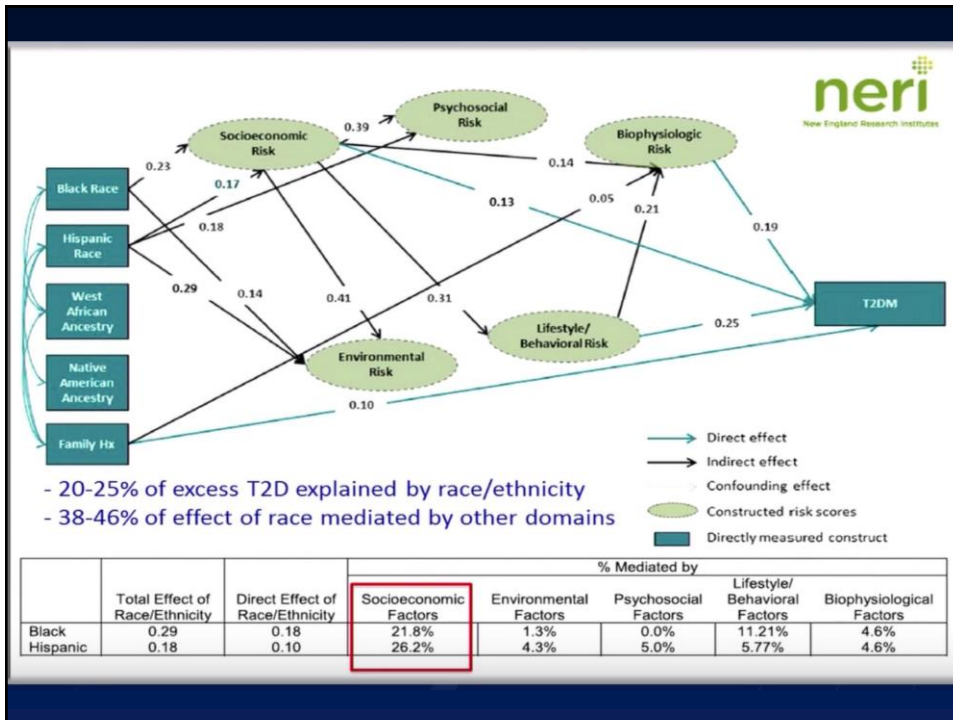 neri
New England Research Institutes
Psychosocial
Risk
Socioeconomic
Risk
Biophysiologic
Risk
0.39
0.23
0.14
0.17
0.13
0.05
0.21
0.18
0.19
Black Race
Hispanic
Race
0.29
0.14
0.41
0.31
West
African
Ancestry
T2DM
0.25
Lifestyle/
Behavioral Risk
Environmental
Risk
Native
American
Ancestry
0.10
Family Hx
Direct effect
Indirect effect
Confounding effect
Constructed risk scores
Directly measured construct
- 20-25% of excess T2D explained by race/ethnicity
- 38-46% of effect of race mediated by other domains
% Mediated by
Total Effect of Race/Ethnicity
Direct Effect of Race/Ethnicity
Socioeconomic Factors
Environmental Factors
Psychosocial Factors
Lifestyle/ Behavioral Factors
Biophysiological Factors
Black 0.29 0.18 21.8% 1.3% 0.0% 11.21% 4.6%
Hispanic 0.18 0.10 26.2% 4.3% 5.0% 5.77% 4.6%